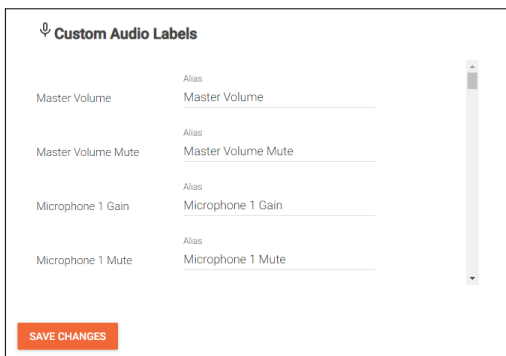 Custom Audio Labels
Alias
Master Volume Master Volume
Alias
Master Volume Mute Master Volume Mute
Alias
Microphone 1 Gain Microphone 1 Gain
Alias
Microphone 1 Mute Microphone 1 Mute
SAVE CHANGES